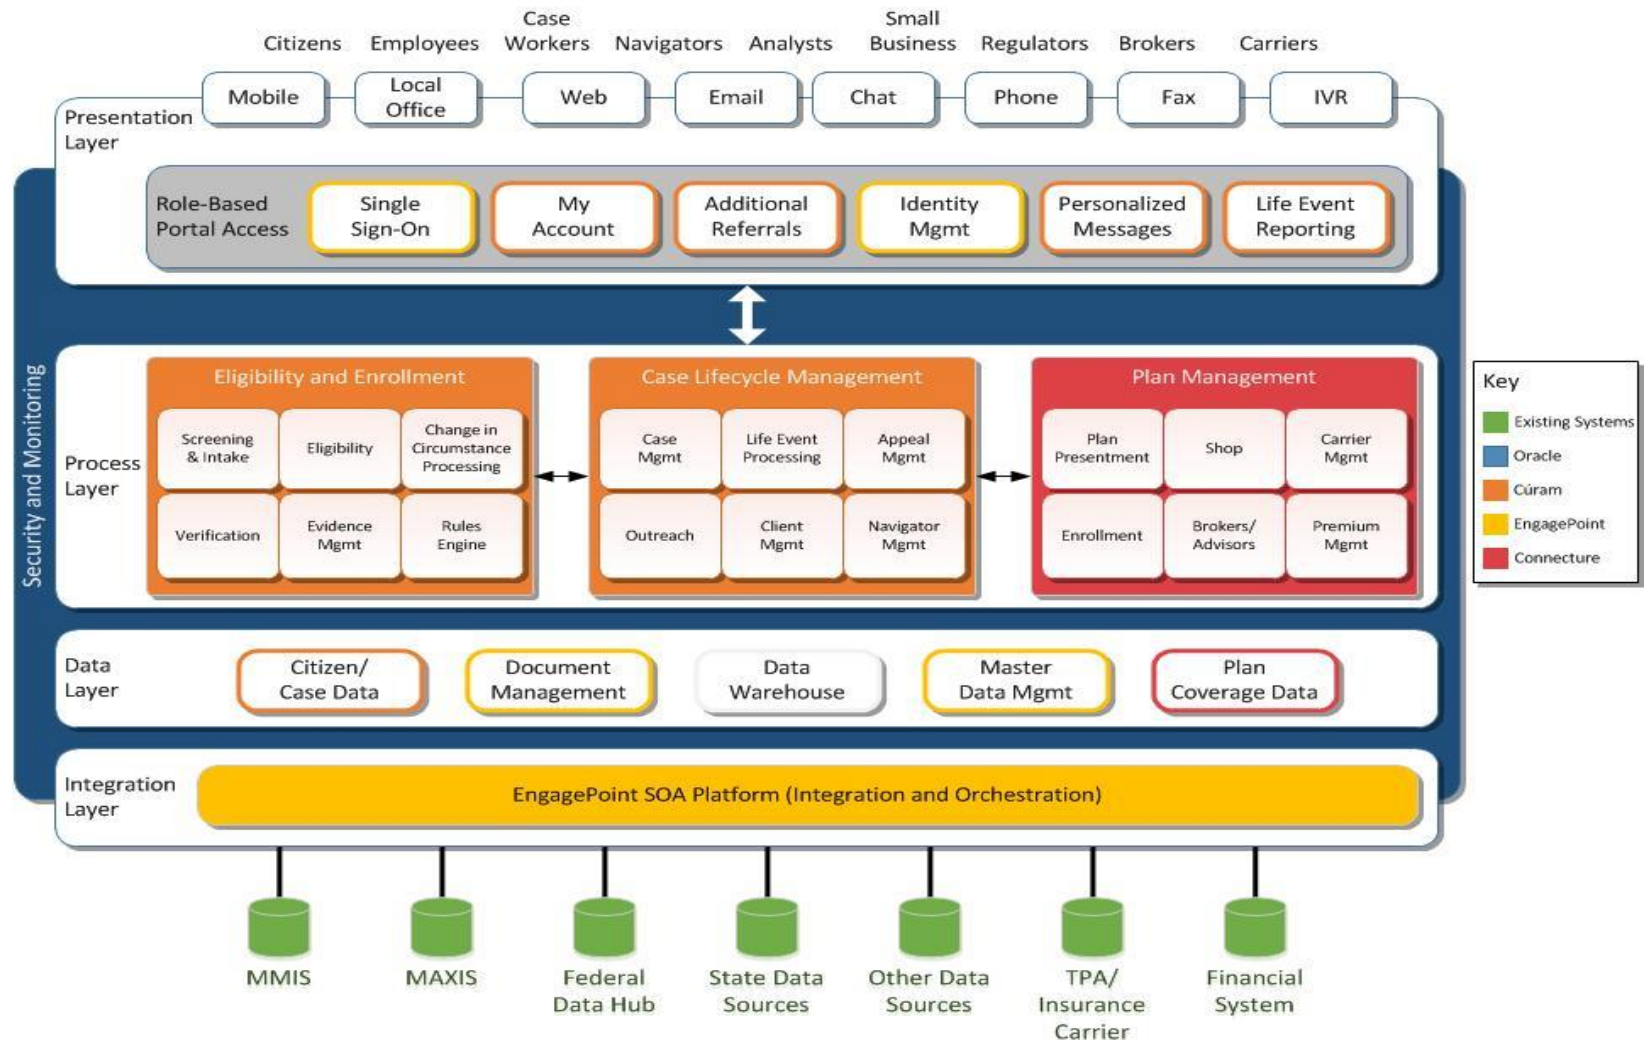 Citizens
Employees
Case
Workers
Navigators
Analysts
Small
Business
Regulators
Brokers
Carriers
Mobile
Local
Office
Web
Email
Chat
Phone
Fax
IVR
Presentation
Layer
Role-Based
Portal Access
Single
Sign-On
My
Account
Additional
Referrals
Identity
Mgmt
Personalized
Messages
Life Event
Reporting
Security and Monitoring
Process
Layer
Eligibility and Enrollment
Screening
& Intake
Eligibility
Change in
Circumstance
Processing
Verification
Evidence
Mgmt
Rules
Engine
Case Lifecycle Management
Case
Mgmt
Life Event
Processing
Appeal
Mgmt
Outreach
Client
Mgmt
Navigator
Mgmt
Plan Management
Plan
Presentment
Shop
Carrier
Mgmt
Enrollment
Brokers/
Advisors
Premium
Mgmt
Key
Existing Systems
Oracle
Cúram
EngagePoint
Connecture
Data
Layer
Citizen/
Case Data
Document
Management
Data
Warehouse
Master
Data Mgmt
Plan
Coverage Data
Integration
Layer
EngagePoint SOA Platform (Integration and Orchestration)
MMIS
MAXIS
Federal
Data Hub
State Data
Sources
Other Data
Sources
TPA/
Insurance
Carrier
Financial
System